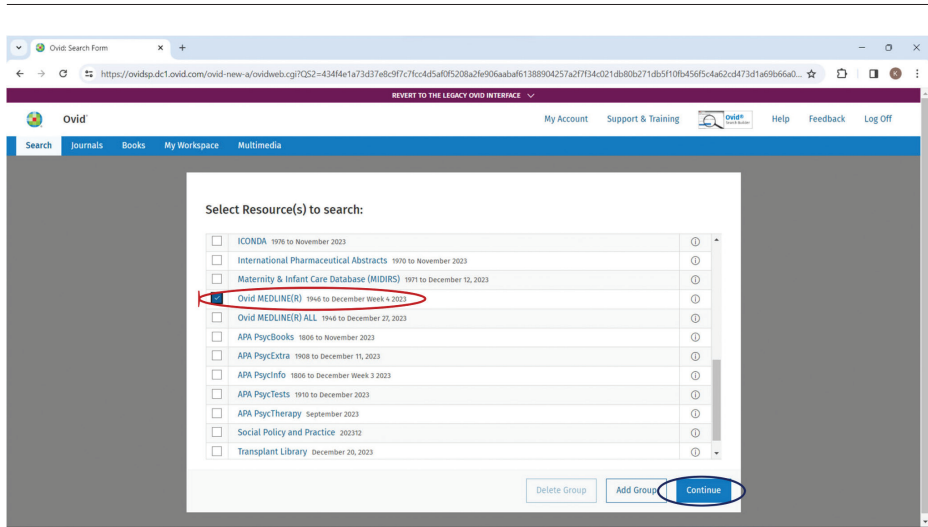 Ovid: Search Form
https://ovidsp.dc1.ovid.com/ovid-new-a/ovidweb.cgi?QS2=434f4e1a73d37e8c9f7c7fcc4d5af0f5208a2fe906aabaf61388904257a2f7f34c021db80b271db5f10fb456f5c4a62cd473d1a69b66a0...
K
REVERT TO THE LEGACY OVID INTERFACE
Ovid
My Account Support & Training Ovid® Help Feedback Log Off
Search Journals Books My Workspace Multimedia
Select Resource(s) to search:
ICONDA 1976 to November 2023
International Pharmaceutical Abstracts 1970 to November 2023
Maternity & Infant Care Database (MIDIRS) 1971 to December 12, 2023
Ovid MEDLINE(R) 1946 to December Week 4 2023
Ovid MEDLINE(R) ALL 1946 to December 27, 2023
APA PsycBooks 1806 to November 2023
APA PsycExtra 1908 to December 11, 2023
APA PsycInfo 1806 to December Week 3 2023
APA PsycTests 1910 to December 2023
APA PsycTherapy September 2023
Social Policy and Practice 202312
Transplant Library December 20, 2023
Delete Group Add Group Continue